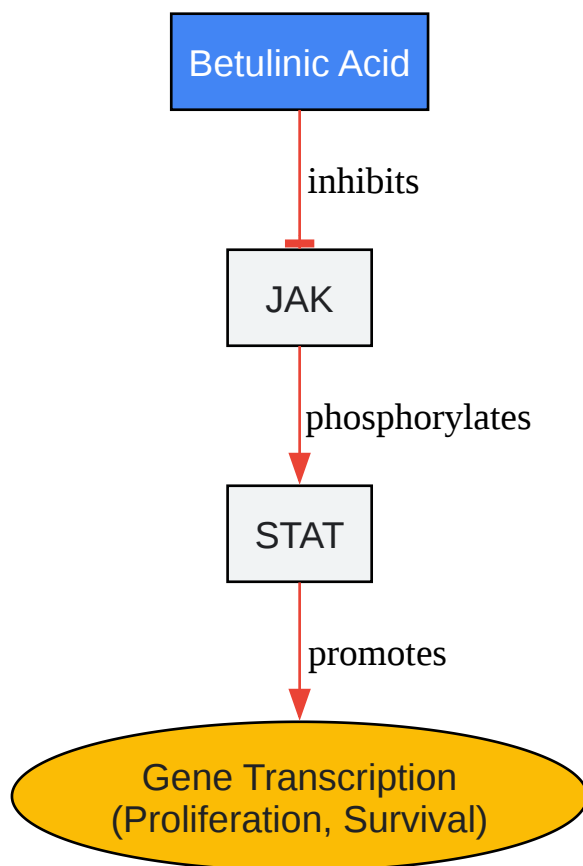 Betulinic Acid
inhibits
JAK
phosphorylates
STAT
promotes
Gene Transcription
(Proliferation, Survival)